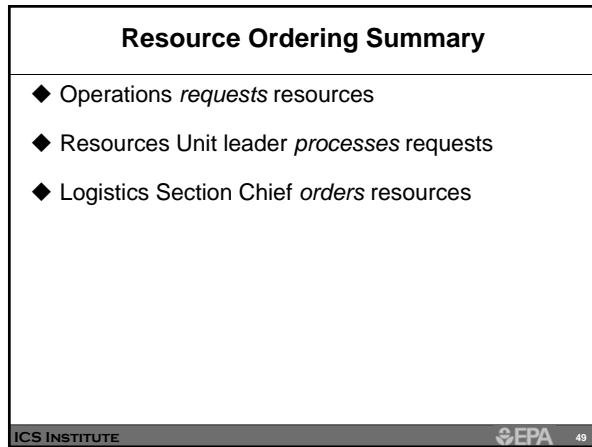 Resource Ordering Summary
◆ Operations requests resources
◆ Resources Unit leader processes requests
◆ Logistics Section Chief orders resources
ICS INSTITUTE EPA 49